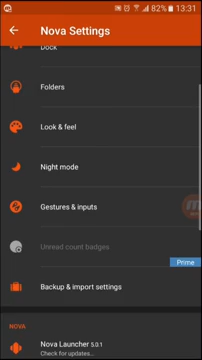 82% 13:31
Nova Settings
Dock
Folders
Look & feel
Night mode
Gestures & inputs
Unread count badges
Prime
Backup & import settings
NOVA
Nova Launcher 5.0.1
Check for updates...